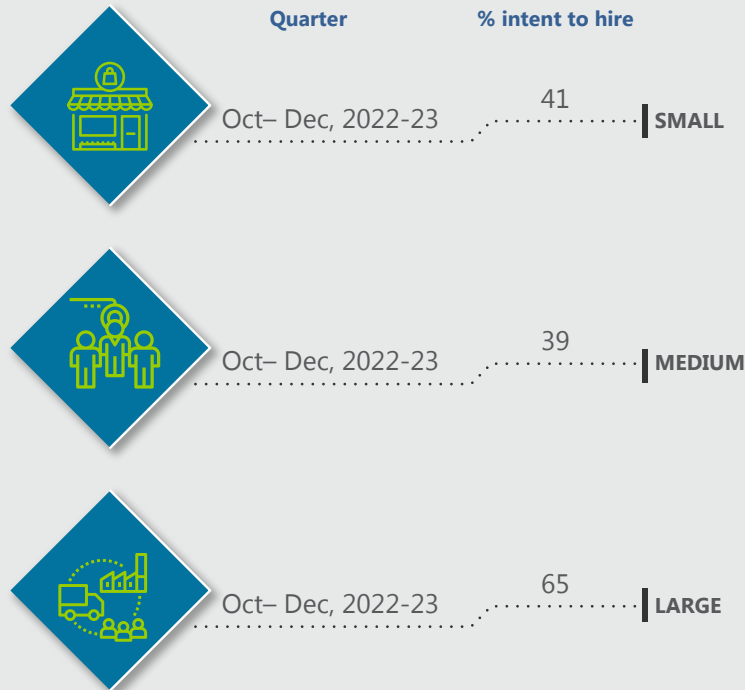 Quarter % intent to hire
Oct– Dec, 2022-23 41 SMALL
Oct– Dec, 2022-23 39 MEDIUM
Oct– Dec, 2022-23 65 LARGE